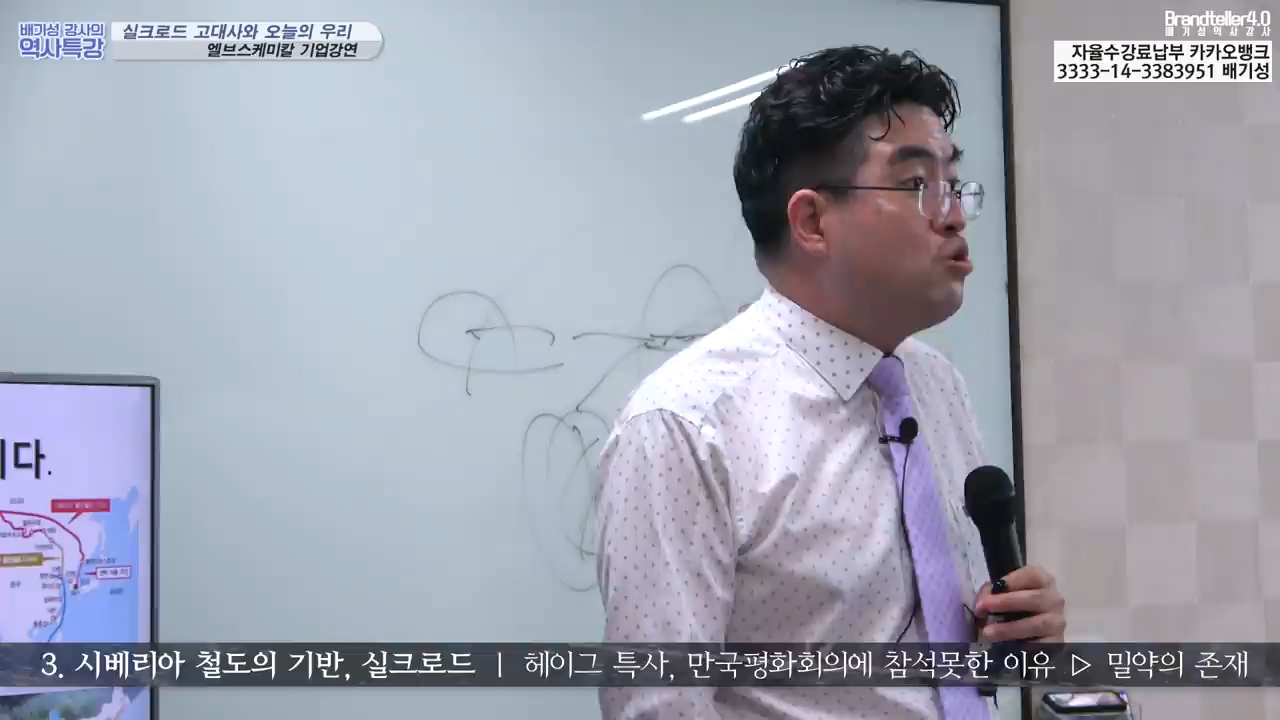 배기성 강사의
역사특강
실크로드 고대사와 오늘의 우리
엘브스케미칼 기업강연
Brandteller4.0
배기성역사강사
자율수강료납부 카카오뱅크
3333-14-3383951 배기성
다.
3. 시베리아 철도의 기반, 실크로드 | 헤이그 특사, 만국평화회의에 참석못한 이유 ▷ 밀약의 존재